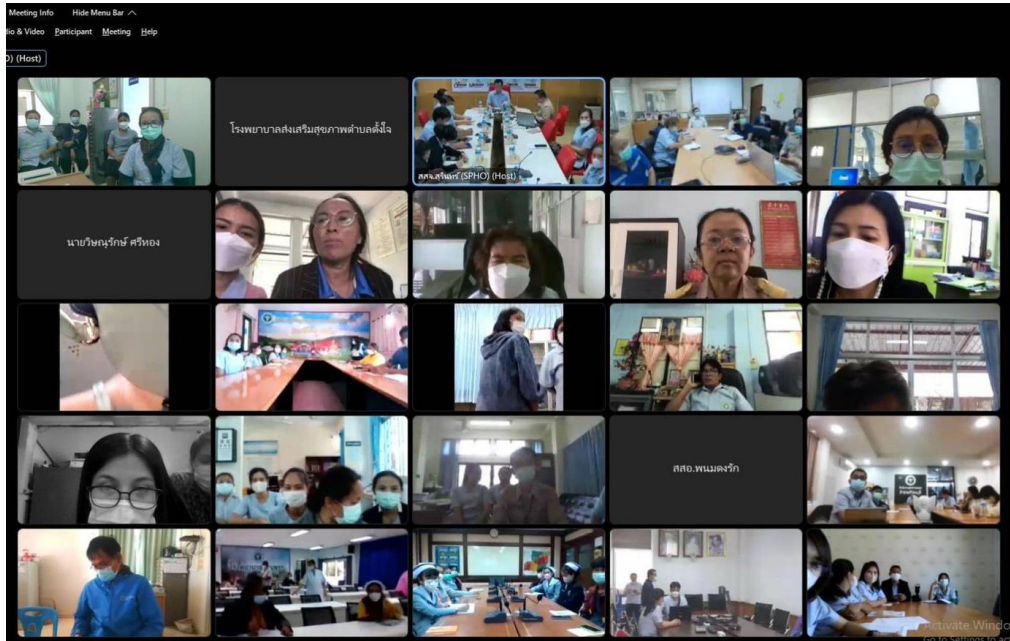 Meeting Info Hide Menu Bar
dio & Video Participant Meeting Help
O) (Host)
โรงพยาบาลส่งเสริมสุขภาพตำบลตั้งใจ
สสจ.สุรินทร์ (SPHO) (Host)
นายวิษณุรักษ์ ศรีทอง
สสอ.พนมดงรัก
Activate Windo
Go to Settings to ac